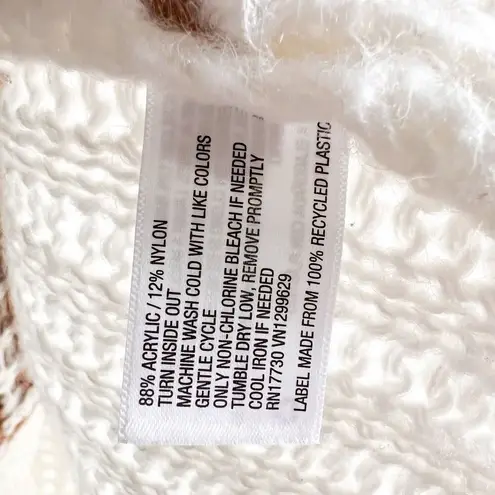 88% ACRYLIC / 12% NYLON
TURN INSIDE OUT
MACHINE WASH COLD WITH LIKE COLORS
GENTLE CYCLE
ONLY NON-CHLORINE BLEACH IF NEEDED
TUMBLE DRY LOW, REMOVE PROMPTLY
COOL IRON IF NEEDED
RN17730 VN1299629
LABEL MADE FROM 100% RECYCLED PLASTIC